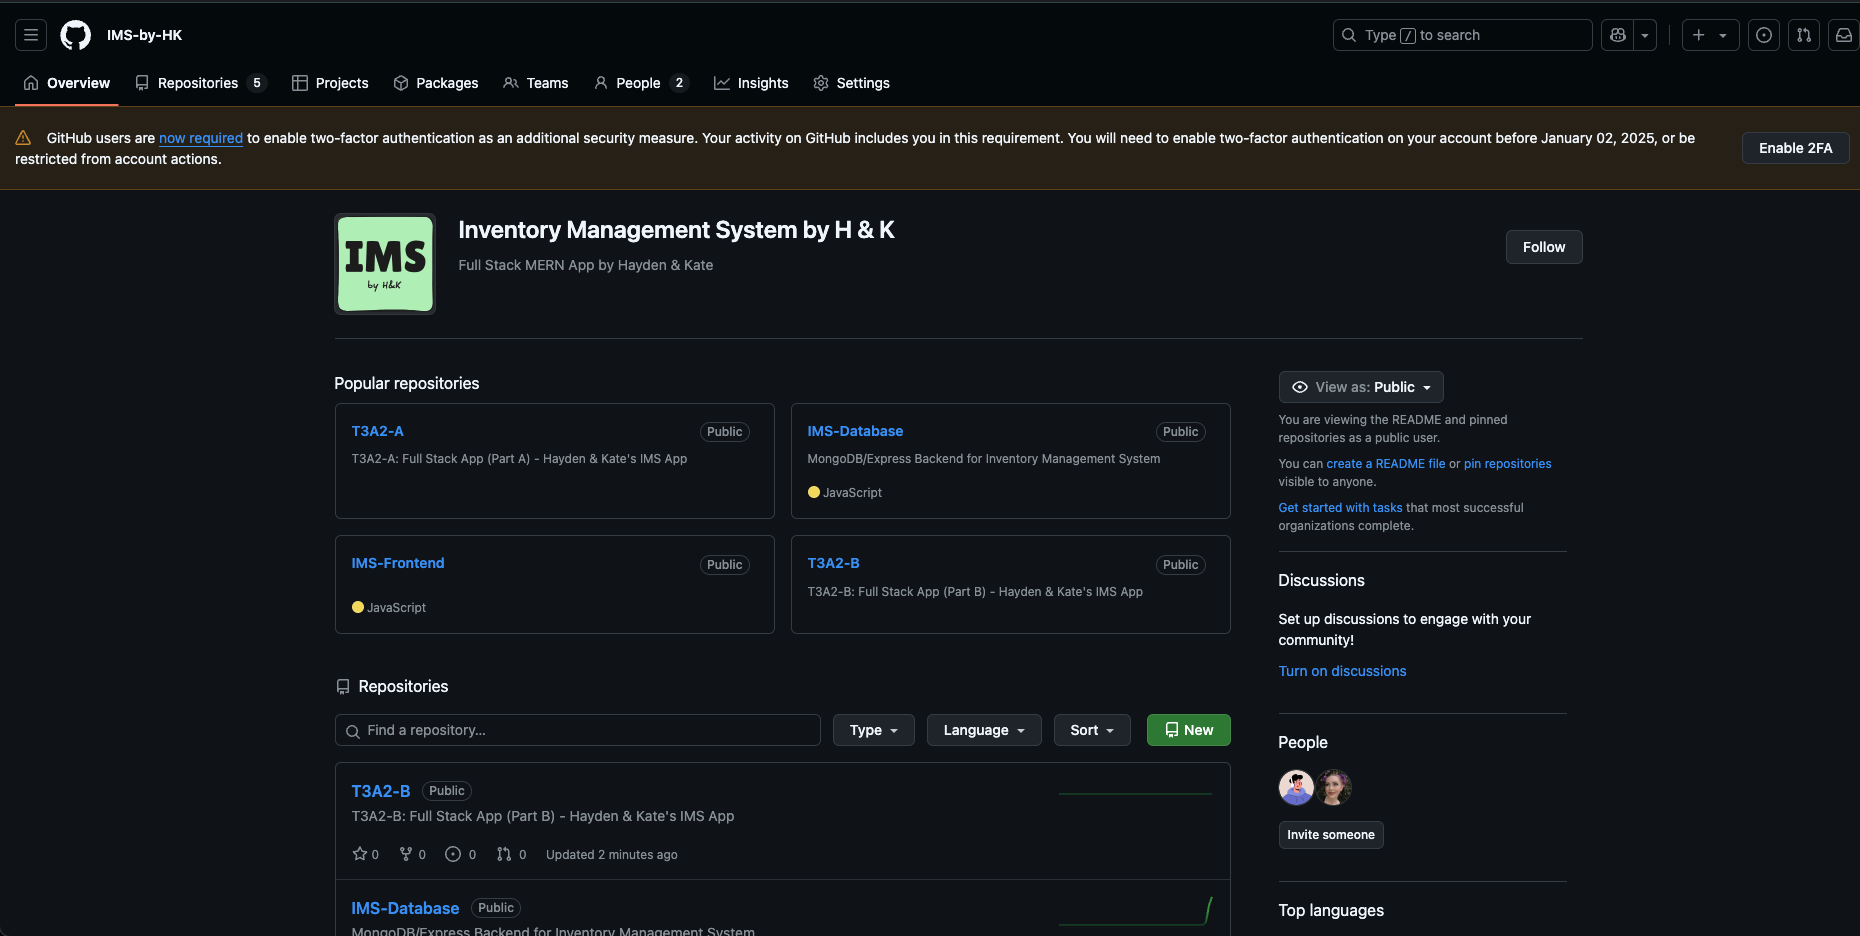 IMS-by-HK
Type / to search
Overview Repositories 5 Projects Packages Teams People 2 Insights Settings
GitHub users are now required to enable two-factor authentication as an additional security measure. Your activity on GitHub includes you in this requirement. You will need to enable two-factor authentication on your account before January 02, 2025, or be
restricted from account actions.
Enable 2FA
IMS
by H&K
Inventory Management System by H & K
Full Stack MERN App by Hayden & Kate
Follow
Popular repositories
T3A2-A Public
T3A2-A: Full Stack App (Part A) - Hayden & Kate's IMS App
IMS-Database Public
MongoDB/Express Backend for Inventory Management System
JavaScript
IMS-Frontend Public
JavaScript
T3A2-B Public
T3A2-B: Full Stack App (Part B) - Hayden & Kate's IMS App
Repositories
Find a repository...
Type Language Sort New
T3A2-B Public
T3A2-B: Full Stack App (Part B) - Hayden & Kate's IMS App
0 0 0 0 Updated 2 minutes ago
IMS-Database Public
MongoDB/Express Backend for Inventory Management System
View as: Public
You are viewing the README and pinned
repositories as a public user.
You can create a README file or pin repositories
visible to anyone.
Get started with tasks that most successful
organizations complete.
Discussions
Set up discussions to engage with your
community!
Turn on discussions
People
Invite someone
Top languages